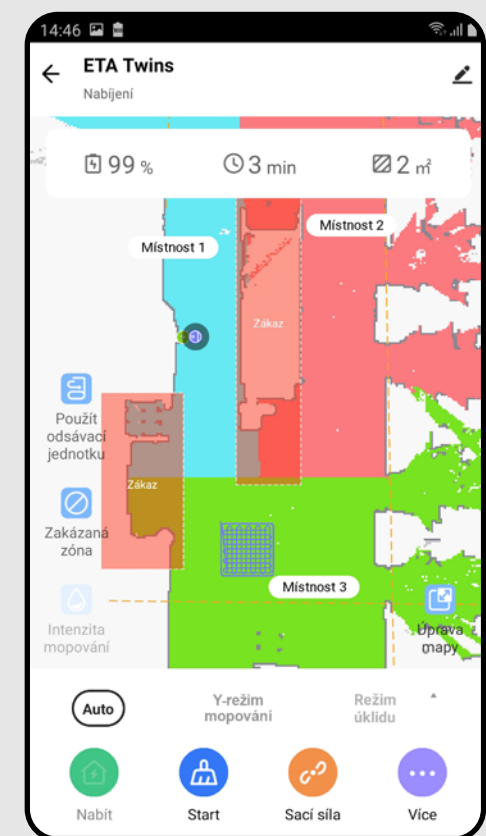 14:46
ETA Twins
Nabíjení
99 %
3 min
2 ㎡
Místnost 1
Místnost 2
Zákaz
Použít
odsávací
jednotku
Zákaz
Zakázaná
zóna
Místnost 3
Intenzita
mopování
Úprava
mapy
Auto
Y-režim
mopování
Režim
úklidu
Nabít
Start
Sací síla
Více